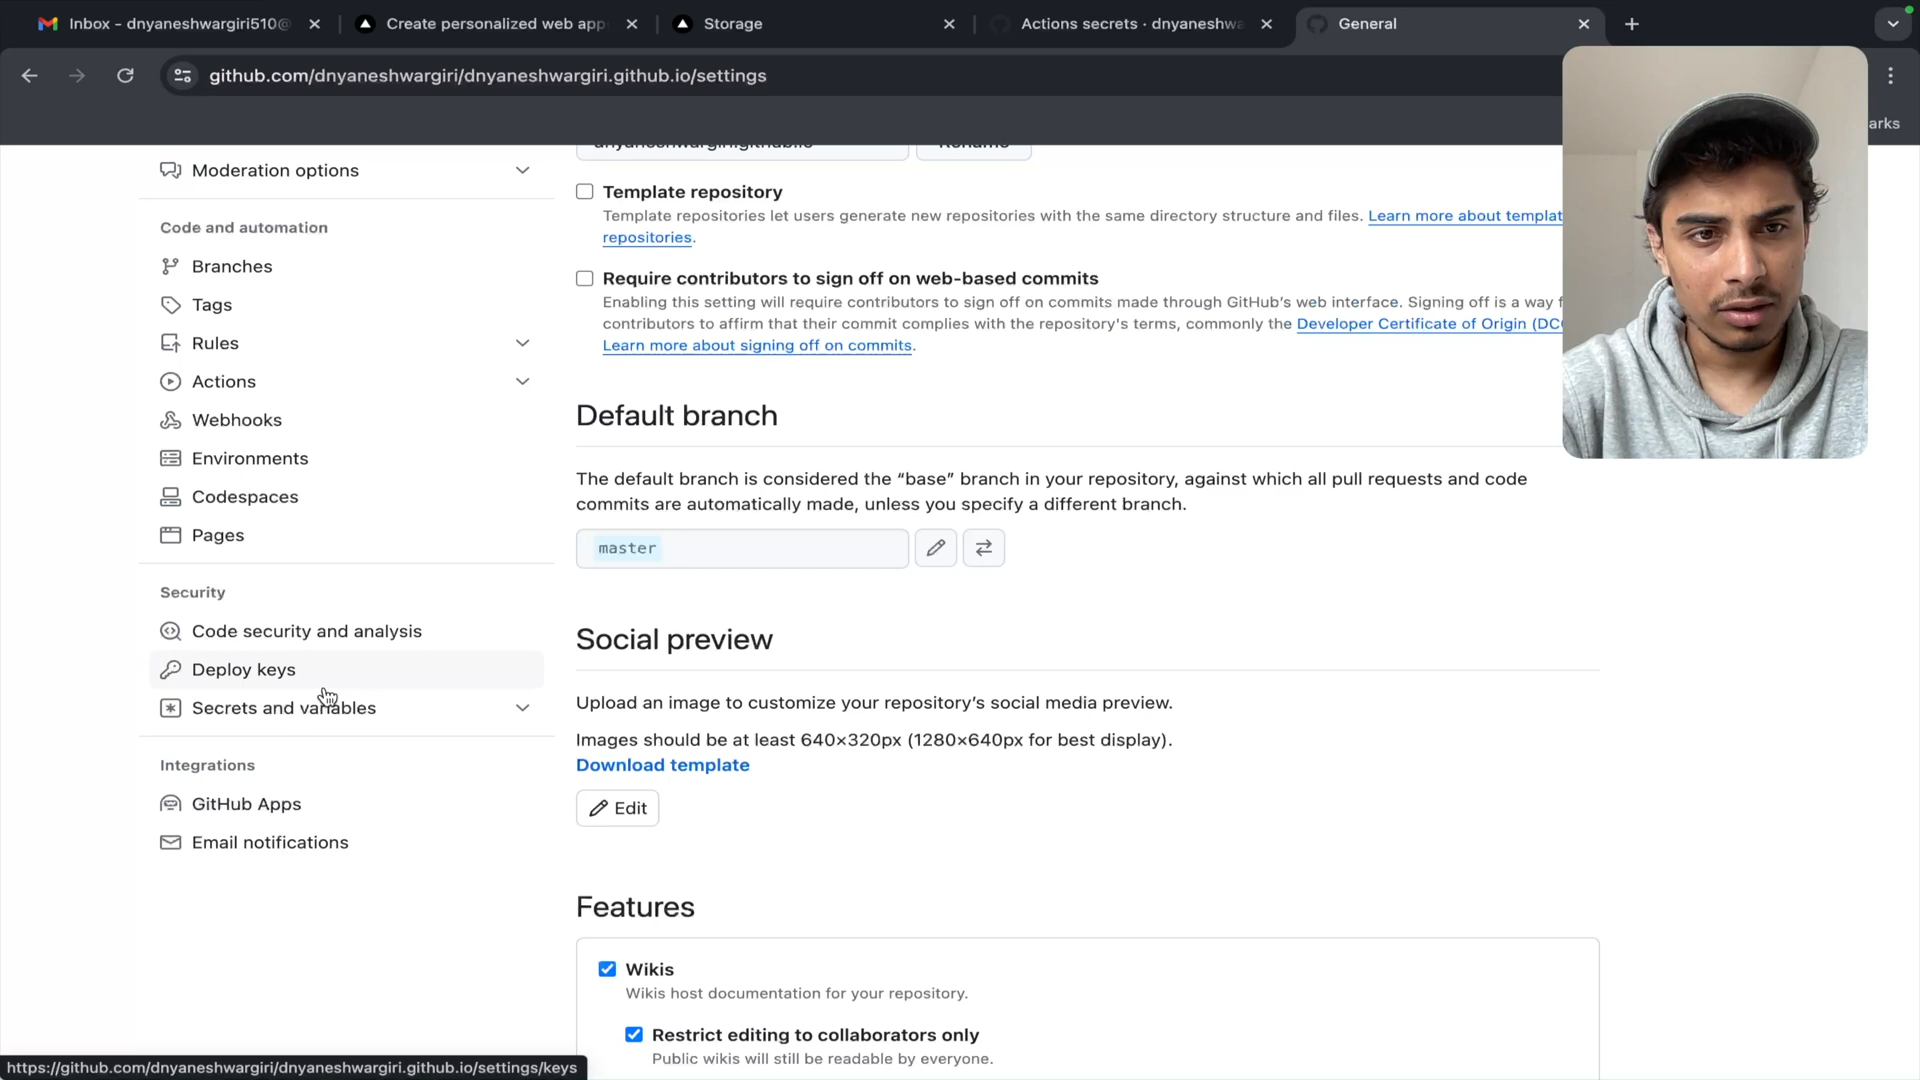 Inbox - dnyaneshwargiri510@
Create personalized web app
Storage
Actions secrets · dnyaneshwa
General
github.com/dnyaneshwargiri/dnyaneshwargiri.github.io/settings
arks
dnyaneshwargiri.github.io
Rename
Moderation options
Code and automation
Branches
Tags
Rules
Actions
Webhooks
Environments
Codespaces
Pages
Security
Code security and analysis
Deploy keys
Secrets and variables
Integrations
GitHub Apps
Email notifications
Template repository
Template repositories let users generate new repositories with the same directory structure and files. Learn more about templat
repositories.
Require contributors to sign off on web-based commits
Enabling this setting will require contributors to sign off on commits made through GitHub's web interface. Signing off is a way f
contributors to affirm that their commit complies with the repository's terms, commonly the Developer Certificate of Origin (DCO
Learn more about signing off on commits.
Default branch
The default branch is considered the “base” branch in your repository, against which all pull requests and code
commits are automatically made, unless you specify a different branch.
master
Social preview
Upload an image to customize your repository's social media preview.
Images should be at least 640×320px (1280×640px for best display).
Download template
Edit
Features
Wikis
Wikis host documentation for your repository.
Restrict editing to collaborators only
Public wikis will still be readable by everyone.
https://github.com/dnyaneshwargiri/dnyaneshwargiri.github.io/settings/keys